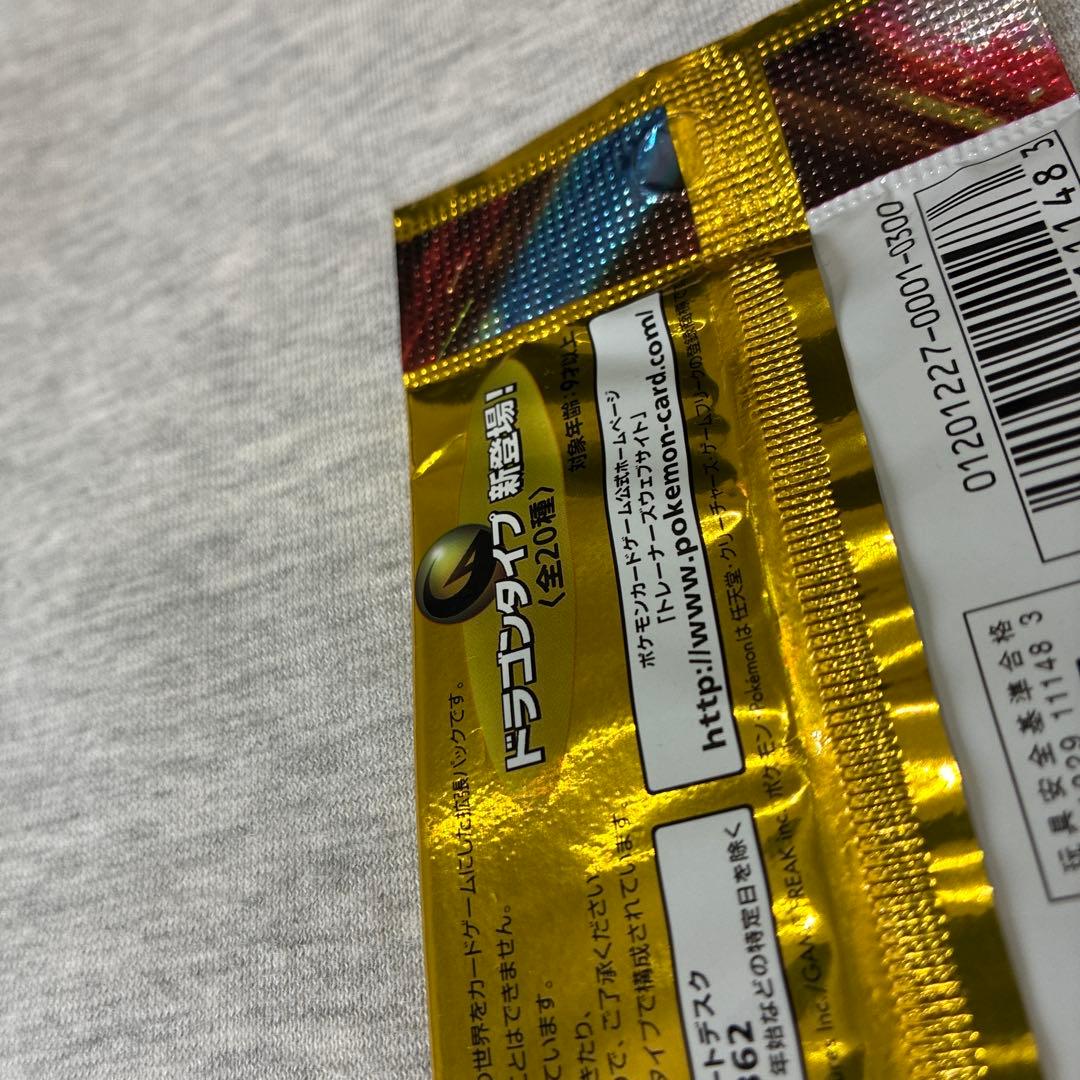 ドラゴンタイプ 新登場!
〈全20種〉
対象年齢:9才以上
の世界をカードゲームにした拡張パックです。
ことはできません。
ています。
きたり、
ので、ご了承ください
タイプで構成されています。
ポケモンカードゲーム公式ホームページ
「トレーナーズウェブサイト」
http://www.pokemon-card.com/
ートデスク
862
年始などの特定日を除く
ポケモン・Pokémonは任天堂・クリーチャーズ・ゲームフリークの登録商標で
Inc./GAME FREAK inc.
01201227-0001-0300
11483
玩具安全基準合格
11148 3